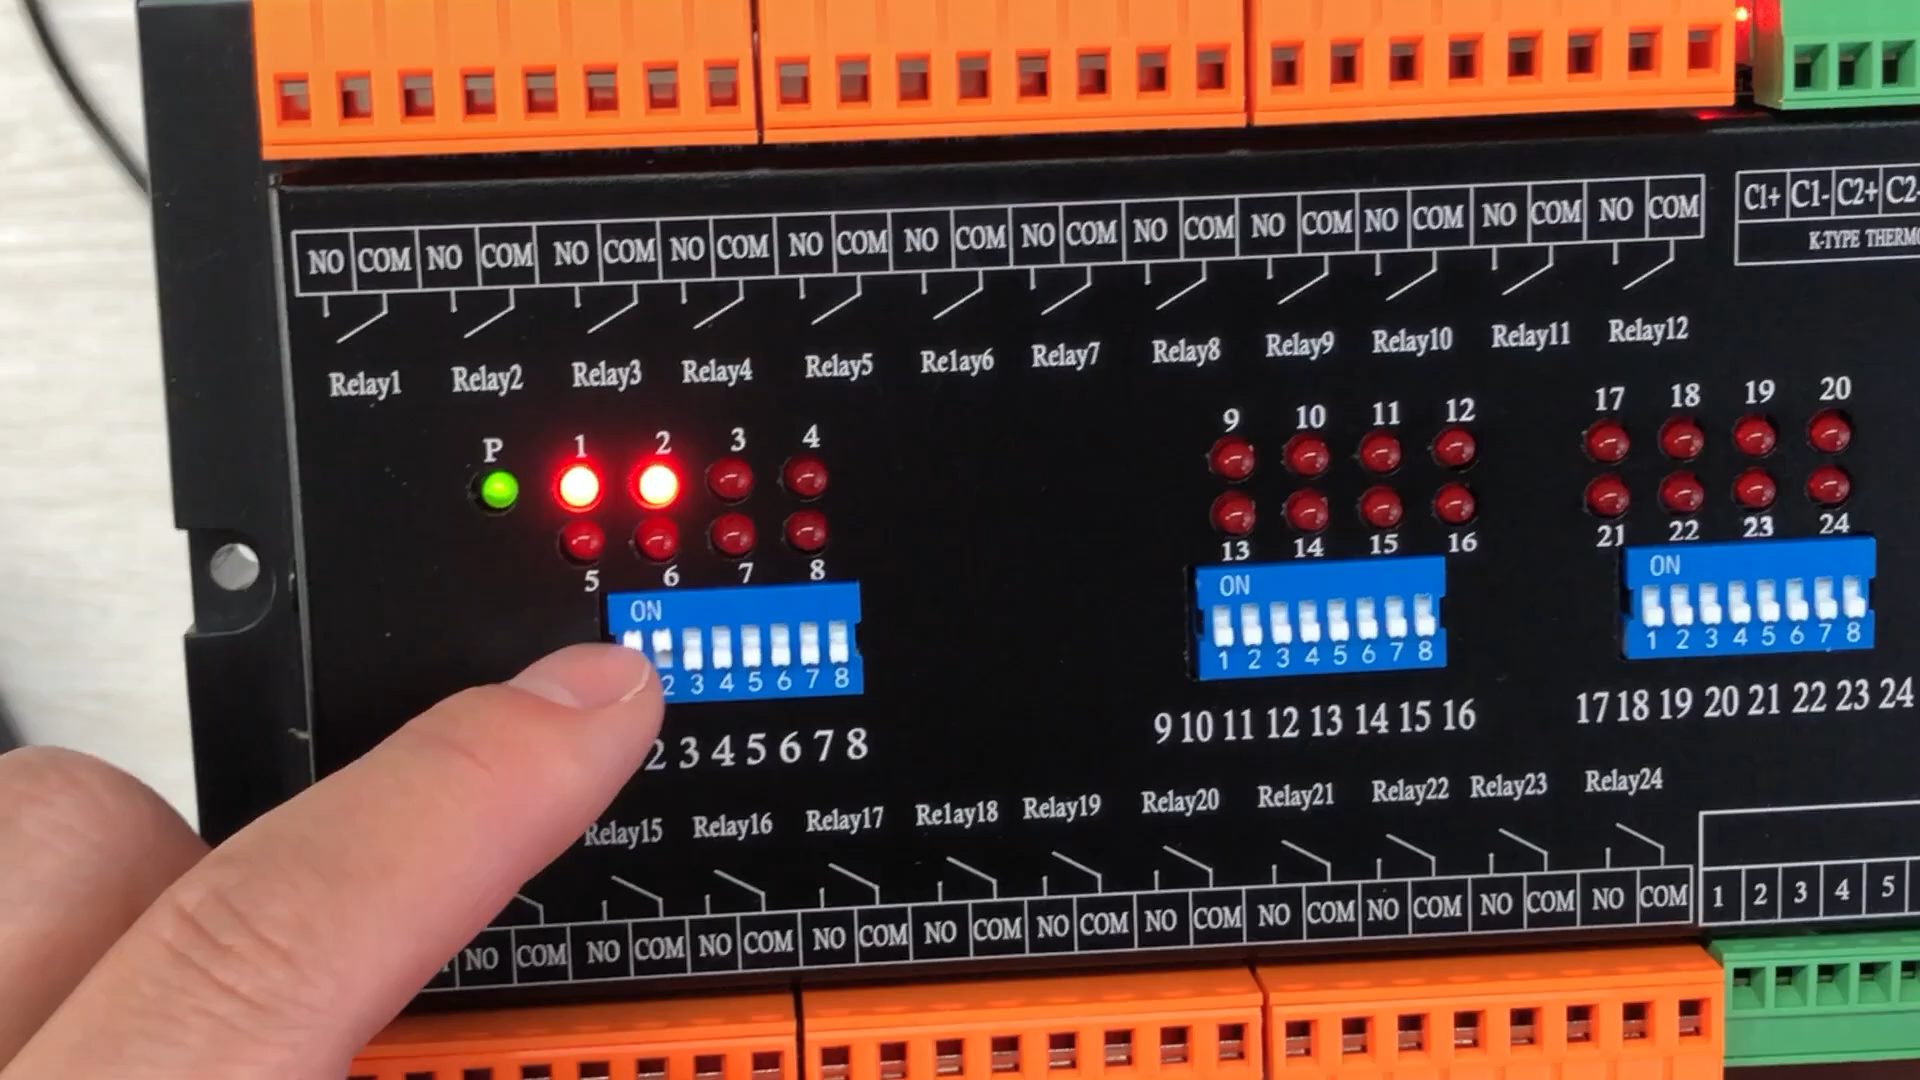 NO COM NO COM NO COM NO COM NO COM NO COM NO COM NO COM NO COM NO COM NO COM NO COM
C1+ C1- C2+ C2-
K-TYPE
Relay1 Relay2 Relay3 Relay4 Relay5 Relay6 Relay7 Relay8 Relay9 Relay10 Relay11 Relay12
P 1 2 3 4
9 10 11 12
17 18 19 20
5 6 7 8
13 14 15 16
21 22 23 24
ON
2 3 4 5 6 7 8
ON
1 2 3 4 5 6 7 8
ON
1 2 3 4 5 6 7 8
2 3 4 5 6 7 8
9 10 11 12 13 14 15 16
17 18 19 20 21 22 23 24
Relay15 Relay16 Relay17 Relay18 Relay19 Relay20 Relay21 Relay22 Relay23 Relay24
NO COM NO COM NO COM NO COM NO COM NO COM NO COM NO COM NO COM NO COM NO COM
1 2 3 4 5